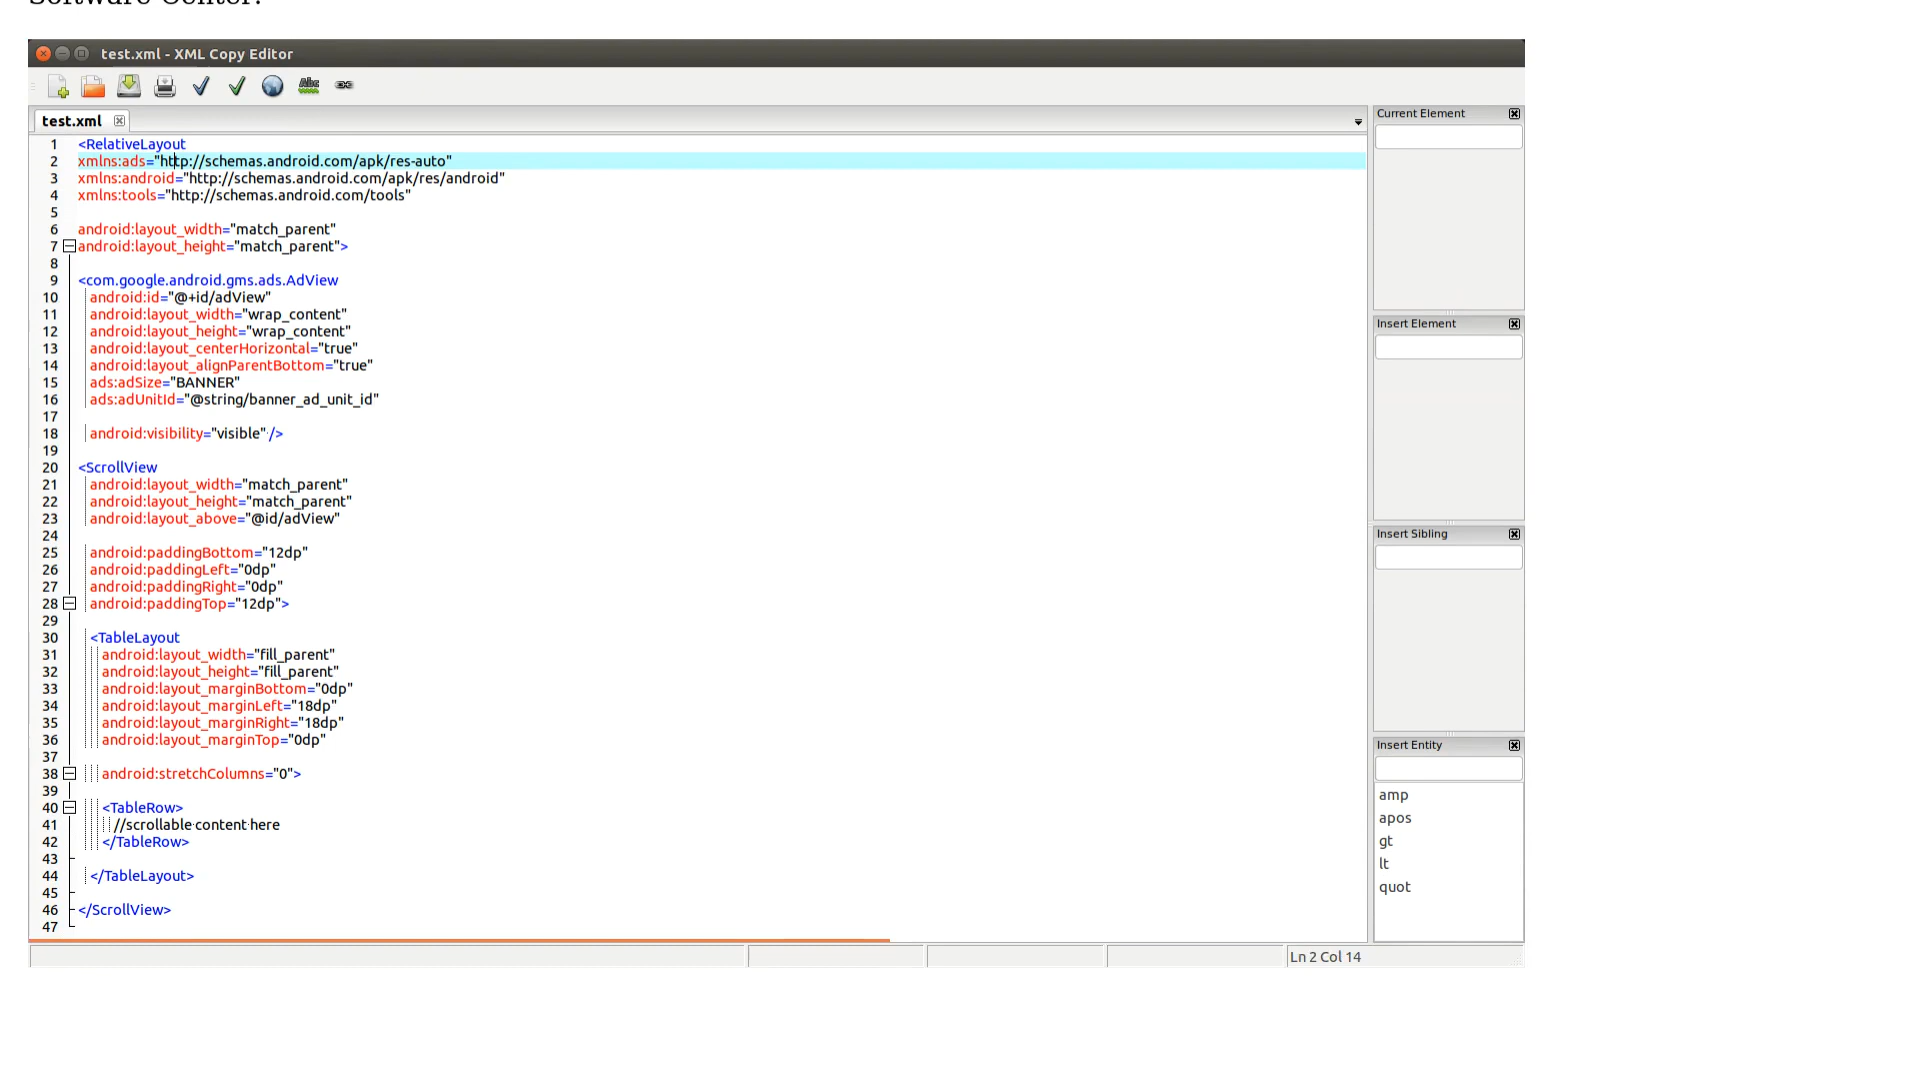 Software Center.
test.xml - XML Copy Editor
Abc
test.xml
1 <RelativeLayout
2 xmlns:ads="http://schemas.android.com/apk/res-auto"
3 xmlns:android="http://schemas.android.com/apk/res/android"
4 xmlns:tools="http://schemas.android.com/tools"
5
6 android:layout_width="match_parent"
7 android:layout_height="match_parent">
8
9 <com.google.android.gms.ads.AdView
10 android:id="@+id/adView"
11 android:layout_width="wrap_content"
12 android:layout_height="wrap_content"
13 android:layout_centerHorizontal="true"
14 android:layout_alignParentBottom="true"
15 ads:adSize="BANNER"
16 ads:adUnitId="@string/banner_ad_unit_id"
17
18 android:visibility="visible" />
19
20 <ScrollView
21 android:layout_width="match_parent"
22 android:layout_height="match_parent"
23 android:layout_above="@id/adView"
24
25 android:paddingBottom="12dp"
26 android:paddingLeft="0dp"
27 android:paddingRight="0dp"
28 android:paddingTop="12dp">
29
30 <TableLayout
31 android:layout_width="fill_parent"
32 android:layout_height="fill_parent"
33 android:layout_marginBottom="0dp"
34 android:layout_marginLeft="18dp"
35 android:layout_marginRight="18dp"
36 android:layout_marginTop="0dp"
37
38 android:stretchColumns="0">
39
40 <TableRow>
41 //scrollable content here
42 </TableRow>
43
44 </TableLayout>
45
46 </ScrollView>
47
Current Element
Insert Element
Insert Sibling
Insert Entity
amp
apos
gt
lt
quot
Ln 2 Col 14